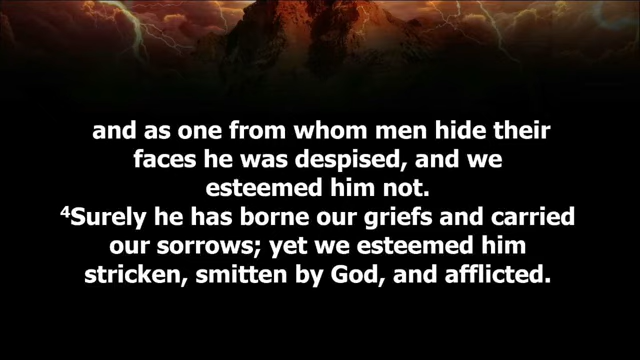 and as one from whom men hide their
faces he was despised, and we
esteemed him not.
⁴Surely he has borne our griefs and carried
our sorrows; yet we esteemed him
stricken, smitten by God, and afflicted.